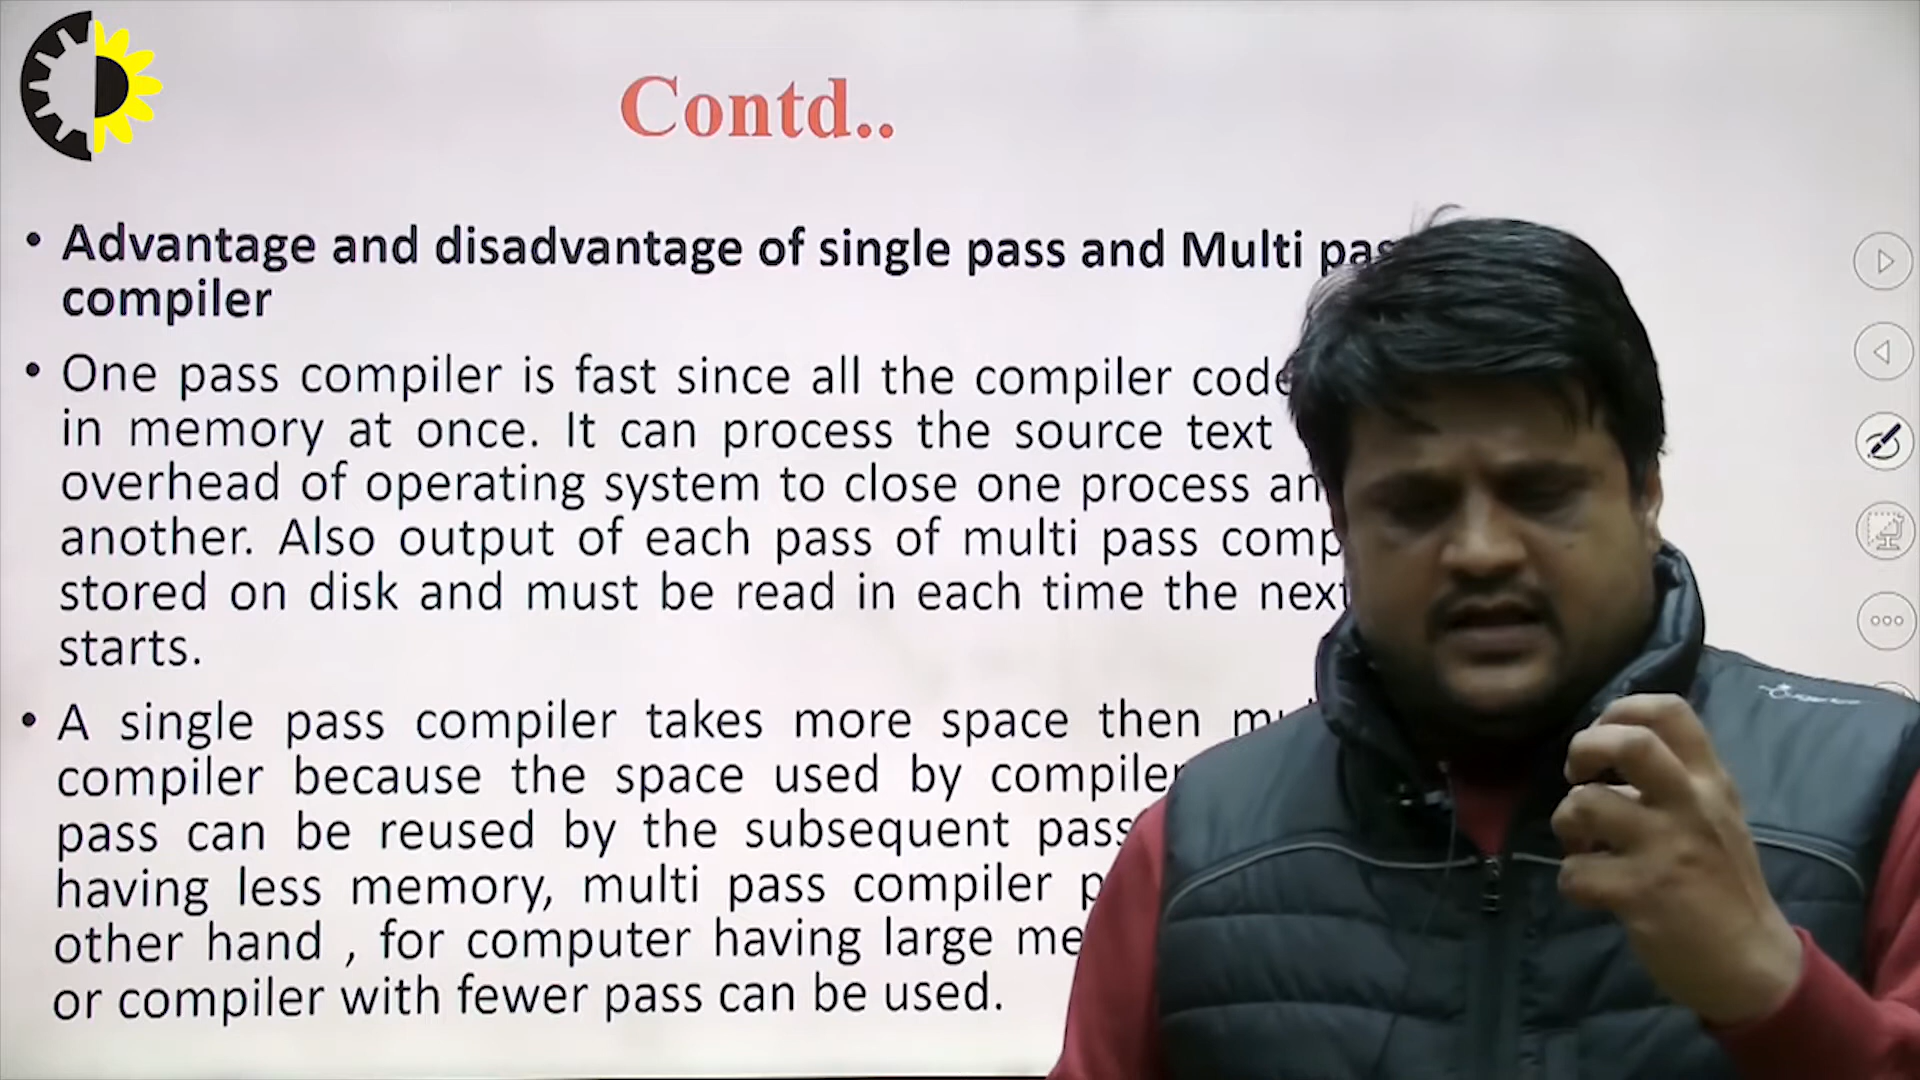 Contd..
• Advantage and disadvantage of single pass and Multi
compiler
• One pass compiler is fast since all the compiler code
in memory at once. It can process the source text
overhead of operating system to close one process
another. Also output of each pass of multi pass
stored on disk and must be read in each time the next
starts.
• A single pass compiler takes more space then
compiler because the space used by compiler
pass can be reused by the subsequent
having less memory, multi pass compiler
other hand , for computer having large
or compiler with fewer pass can be used.